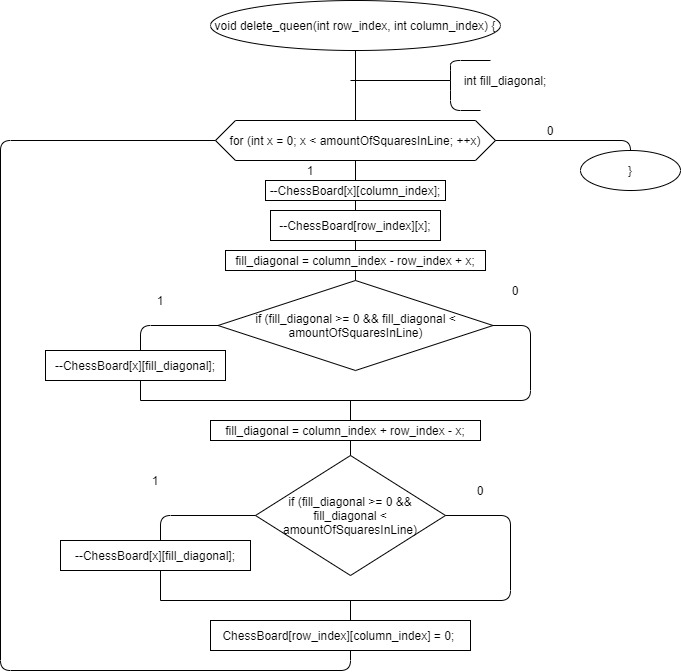 void delete_queen(int row_index, int column_index) {
int fill_diagonal;
for (int x = 0; x < amountOfSquaresInLine; ++x)
0
}
1
--ChessBoard[x][column_index];
--ChessBoard[row_index][x];
fill_diagonal = column_index - row_index + x;
1
0
if (fill_diagonal >= 0 && fill_diagonal <
amountOfSquaresInLine)
--ChessBoard[x][fill_diagonal];
fill_diagonal = column_index + row_index - x;
1
0
if (fill_diagonal >= 0 &&
fill_diagonal <
amountOfSquaresInLine)
--ChessBoard[x][fill_diagonal];
ChessBoard[row_index][column_index] = 0;